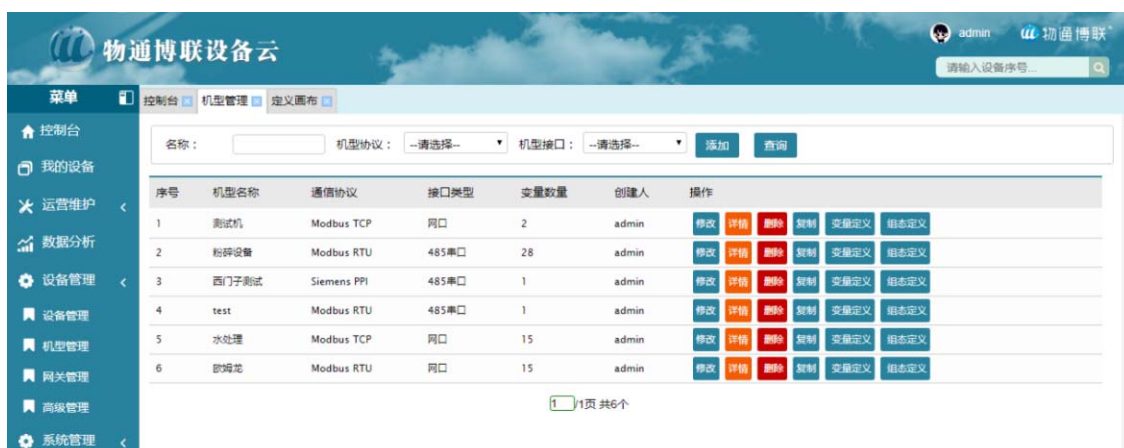 物通博联设备云
admin
物通博联
请输入设备序号...
菜单
控制台 机型管理 定义画布
控制台
我的设备
运营维护
数据分析
设备管理
设备管理
机型管理
网关管理
高级管理
系统管理
名称： 机型协议： --请选择-- 机型接口： --请选择-- 添加 查询
序号 机型名称 通信协议 接口类型 变量数量 创建人 操作
1 测试机 Modbus TCP 网口 2 admin 修改 详情 删除 复制 变量定义 组态定义
2 粉碎设备 Modbus RTU 485串口 28 admin 修改 详情 删除 复制 变量定义 组态定义
3 西门子测试 Siemens PPI 485串口 1 admin 修改 详情 删除 复制 变量定义 组态定义
4 test Modbus RTU 485串口 1 admin 修改 详情 删除 复制 变量定义 组态定义
5 水处理 Modbus TCP 网口 15 admin 修改 详情 删除 复制 变量定义 组态定义
6 欧姆龙 Modbus RTU 网口 15 admin 修改 详情 删除 复制 变量定义 组态定义
1 /1页 共6个